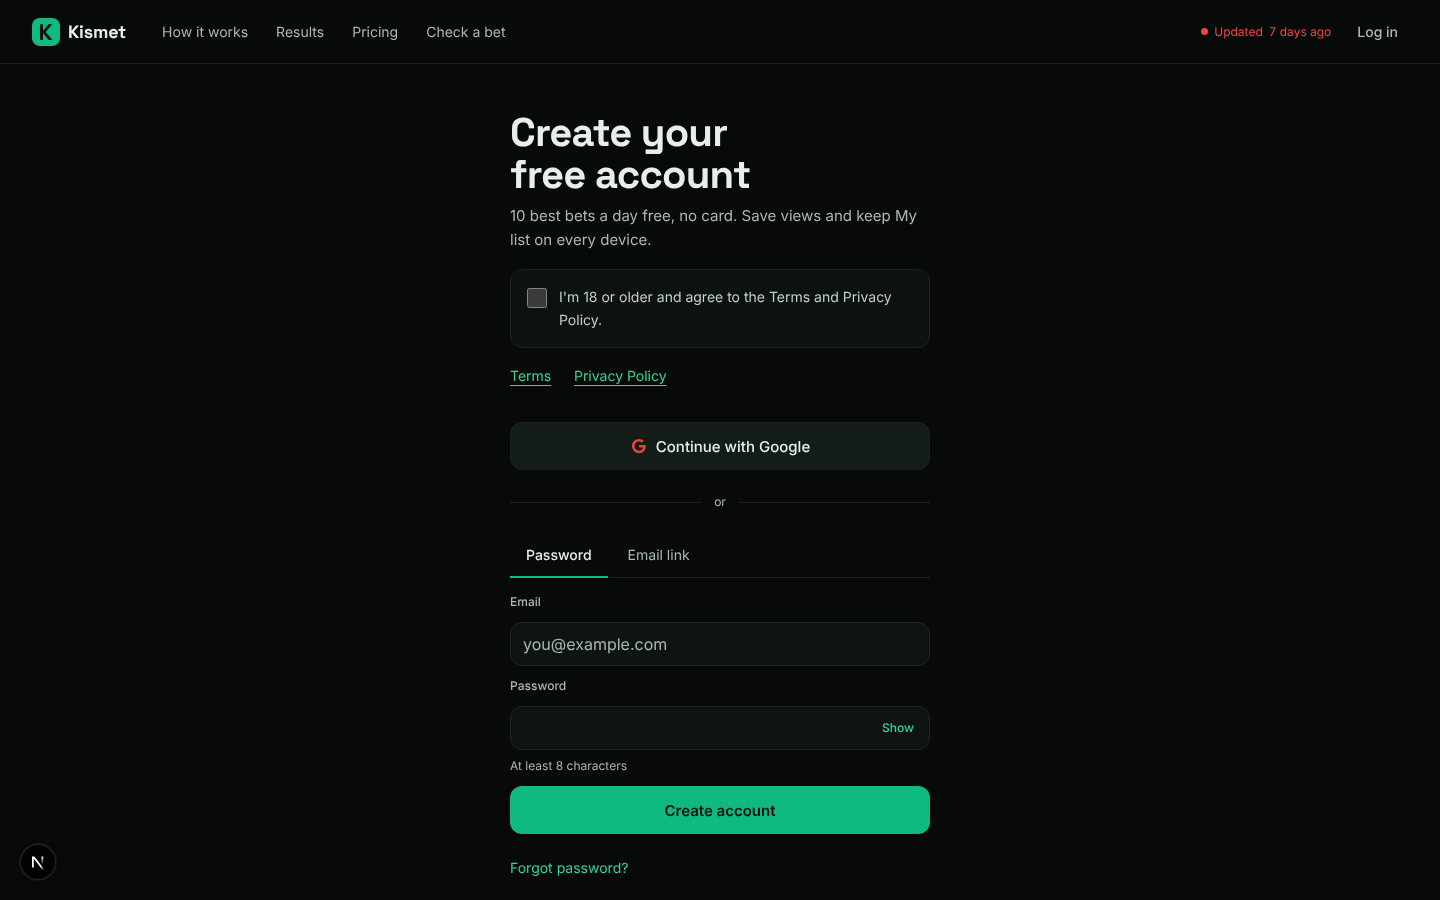 Kismet
How it works
Results
Pricing
Check a bet
Updated 7 days ago
Log in
Create your
free account
10 best bets a day free, no card. Save views and keep My
list on every device.
I'm 18 or older and agree to the Terms and Privacy
Policy.
Terms
Privacy Policy
Continue with Google
or
Password
Email link
Email
you@example.com
Password
Show
At least 8 characters
Create account
Forgot password?